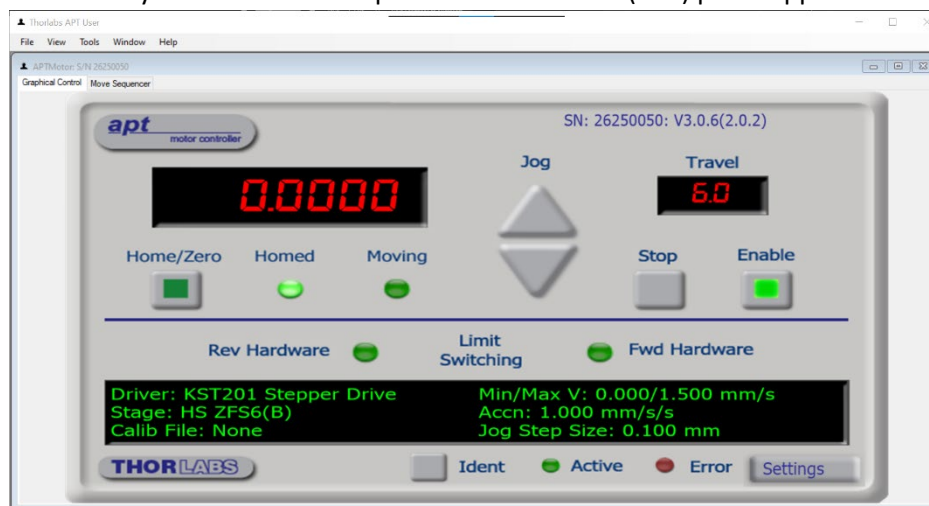 Thorlabs APT User
File View Tools Window Help
APTMotor: S/N 26250050
Graphical Control Move Sequencer
apt
motor controller
SN: 26250050: V3.0.6(2.0.2)
Jog
Travel
0.0000
6.0
Home/Zero Homed Moving
Stop Enable
Rev Hardware
Limit
Switching
Fwd Hardware
Driver: KST201 Stepper Drive
Stage: HS ZFS6(B)
Calib File: None
Min/Max V: 0.000/1.500 mm/s
Accn: 1.000 mm/s/s
Jog Step Size: 0.100 mm
THORLABS
Ident Active Error Settings